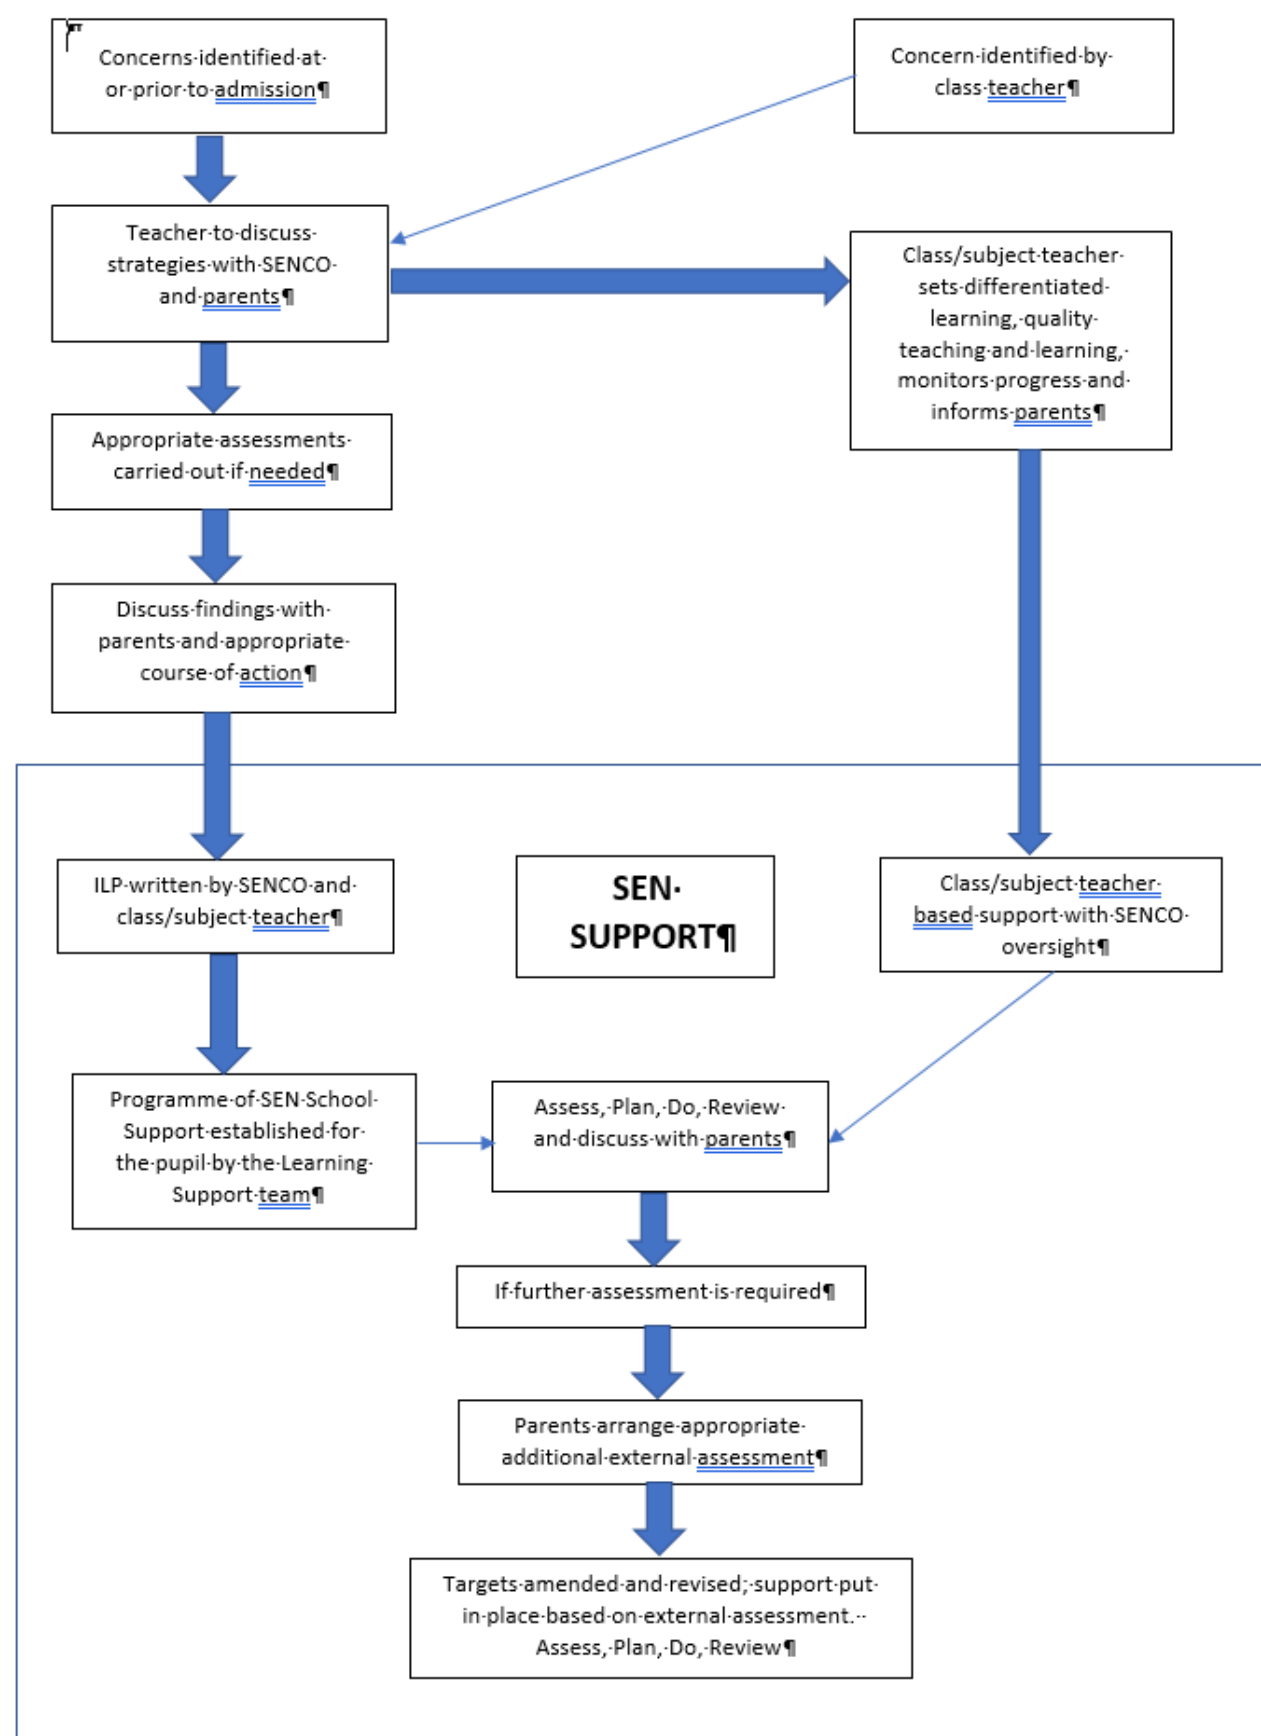 Concerns·identified·at·
or·prior·to·admission¶
Concern·identified·by·
class·teacher¶
Teacher·to·discuss·
strategies·with·SENCO·
and·parents¶
Class/subject·teacher·
sets·differentiated·
learning,·quality·
teaching·and·learning,·
monitors·progress·and·
informs·parents¶
Appropriate·assessments·
carried·out·if·needed¶
Discuss·findings·with·
parents·and·appropriate·
course·of·action¶
ILP·written·by·SENCO·and·
class/subject·teacher¶
SEN·
SUPPORT¶
Class/subject·teacher·
based·support·with·SENCO·
oversight¶
Programme·of·SEN·School·
Support·established·for·
the·pupil·by·the·Learning·
Support·team¶
Assess,·Plan,·Do,·Review·
and·discuss·with·parents¶
If·further·assessment·is·required¶
Parents·arrange·appropriate·
additional·external·assessment¶
Targets·amended·and·revised;·support·put·
in·place·based·on·external·assessment.··
Assess,·Plan,·Do,·Review¶